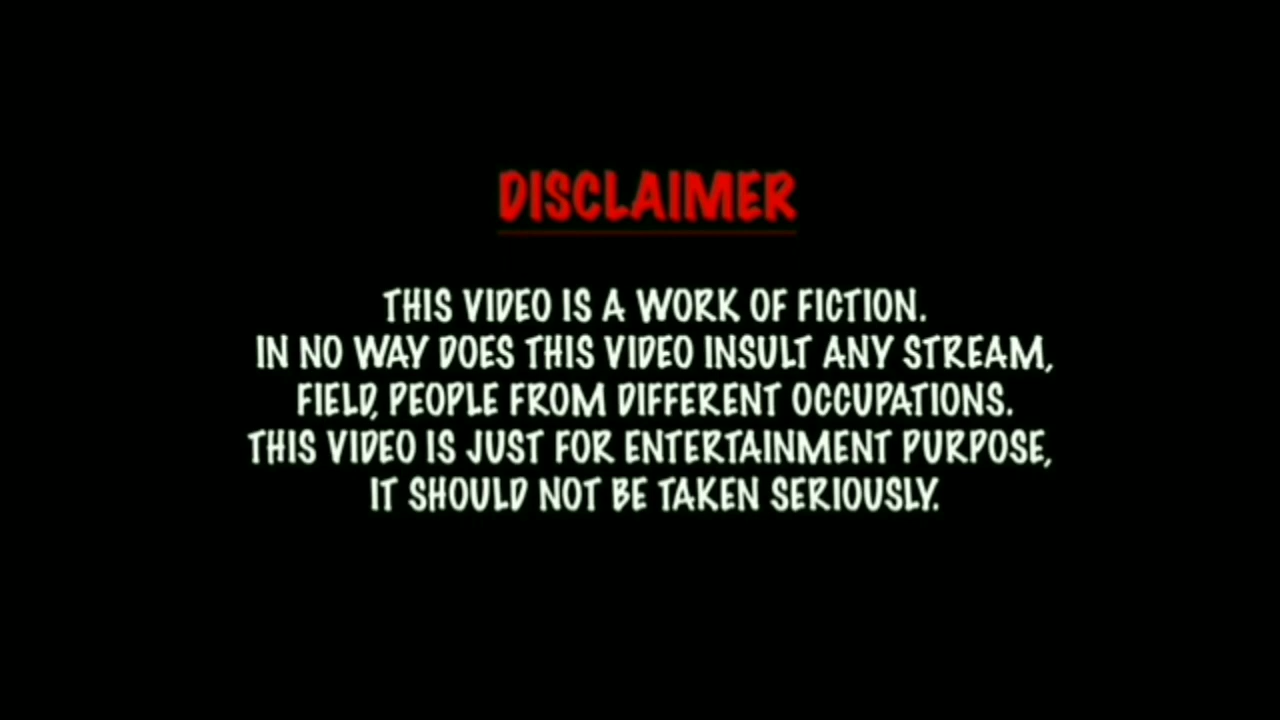 DISCLAIMER
THIS VIDEO IS A WORK OF FICTION.
IN NO WAY DOES THIS VIDEO INSULT ANY STREAM,
FIELD, PEOPLE FROM DIFFERENT OCCUPATIONS.
THIS VIDEO IS JUST FOR ENTERTAINMENT PURPOSE,
IT SHOULD NOT BE TAKEN SERIOUSLY.